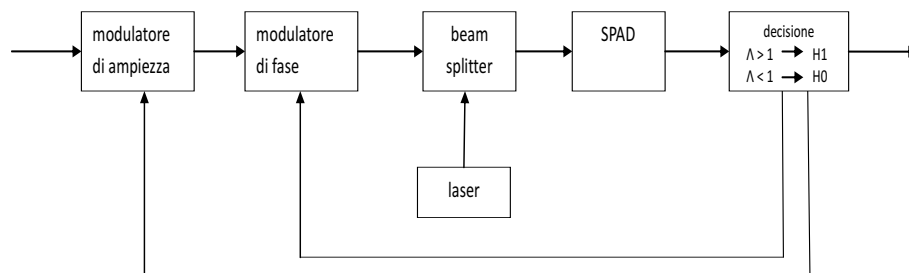 modulatore
di ampiezza
modulatore
di fase
beam
splitter
SPAD
decisione
Λ > 1 → H1
Λ < 1 → H0
laser